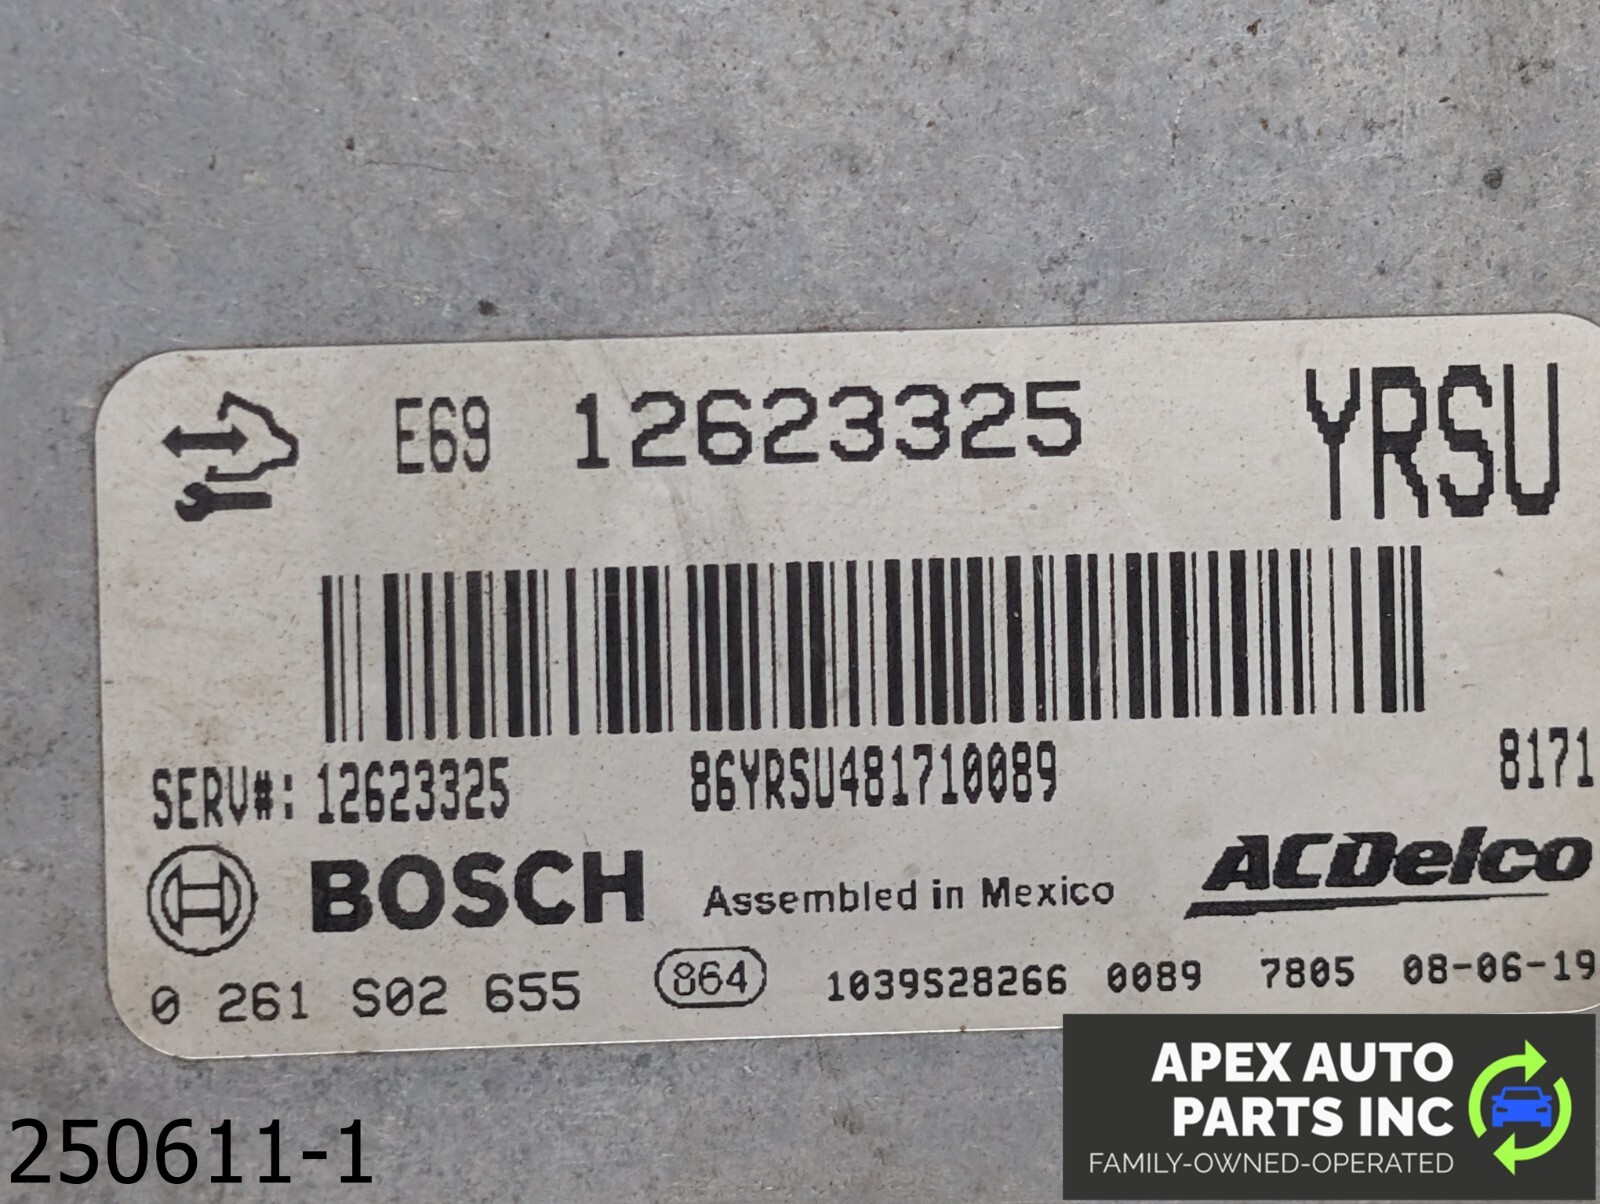 E69 12623325 YRSU
SERV#: 12623325 86YRSU481710089 8171
BOSCH Assembled in Mexico ACDelco
0 261 S02 655 864 1039S28266 0089 7805 08-06-19
APEX AUTO
PARTS INC
FAMILY-OWNED-OPERATED
250611-1